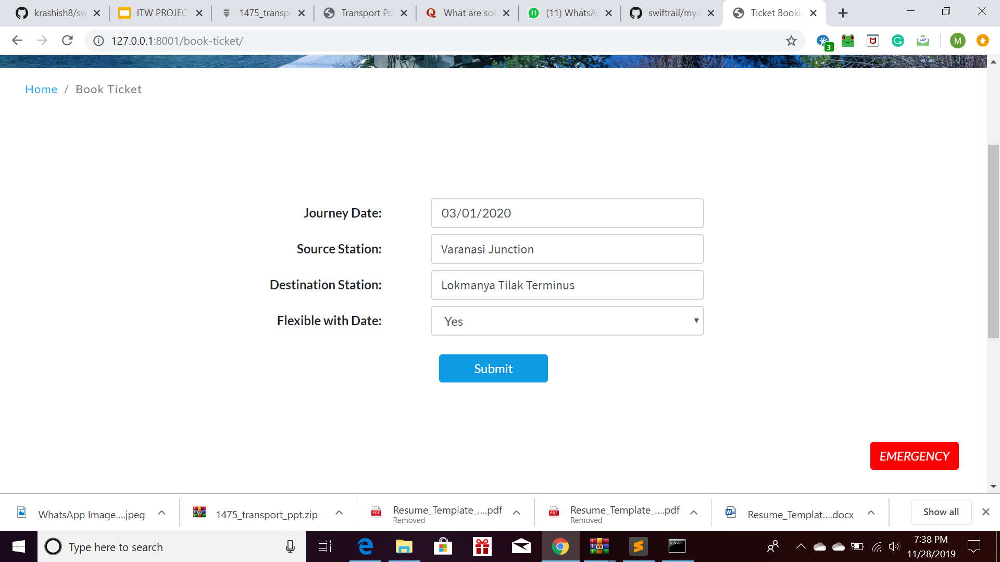 krashish8/sw
ITW PROJEC
1475_transpo
Transport Po
What are so
(11) WhatsA
swiftrail/my.
Ticket Booki
127.0.0.1:8001/book-ticket/
3
M
Home / Book Ticket
Journey Date: 03/01/2020
Source Station: Varanasi Junction
Destination Station: Lokmanya Tilak Terminus
Flexible with Date: Yes
Submit
EMERGENCY
WhatsApp Image....jpeg
1475_transport_ppt.zip
Resume_Template_....pdf
Removed
Resume_Template_....pdf
Removed
Resume_Templat....docx
Show all
Type here to search
7:38 PM
11/28/2019